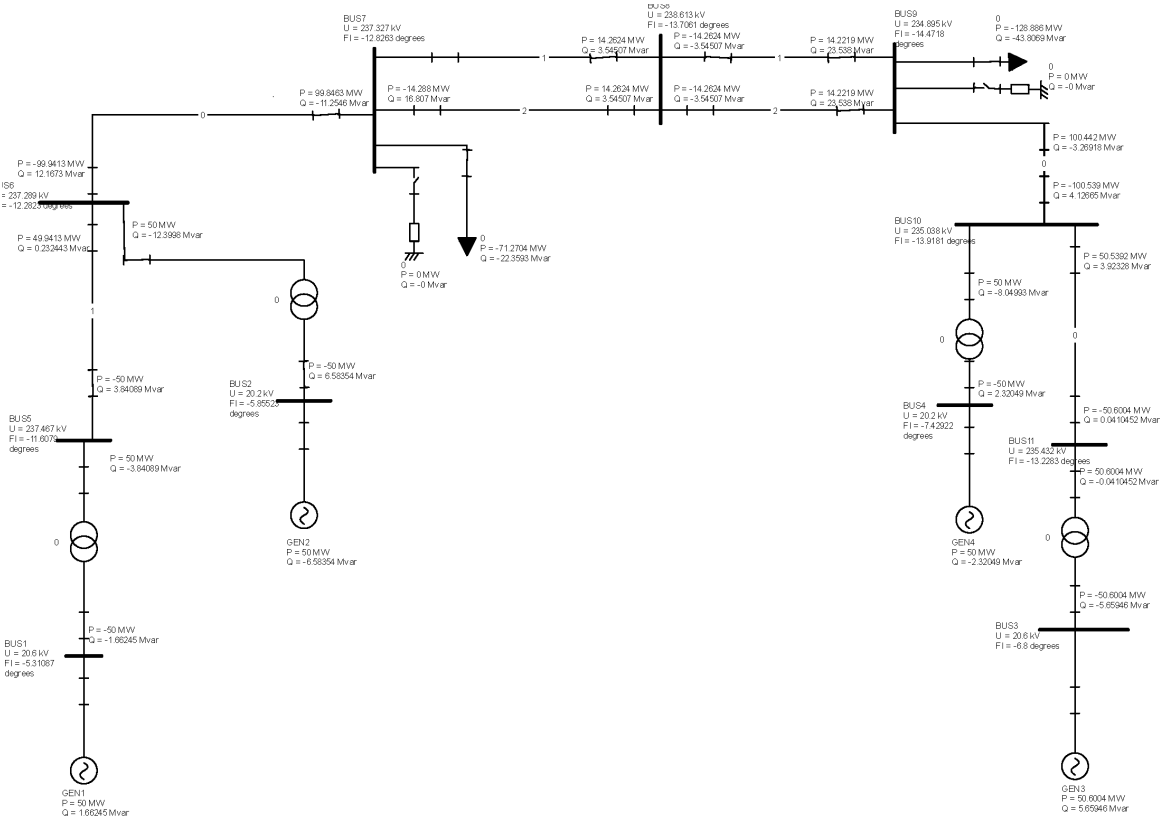 BUS7
U = 237.327 kV
FI = -12.8263 degrees
BUS8
U = 238.613 kV
FI = -13.7061 degrees
BUS9
U = 234.895 kV
FI = -14.4718
degrees
0
P = -128.886 MW
Q = -43.8069 Mvar
0
P = 0 MW
Q = -0 Mvar
P = 14.2624 MW
Q = 3.54507 Mvar
P = -14.2624 MW
Q = -3.54507 Mvar
P = 14.2219 MW
Q = 23.538 Mvar
1
1
P = 99.8463 MW
Q = -11.2546 Mvar
P = -14.288 MW
Q = 16.807 Mvar
P = 14.2624 MW
Q = 3.54507 Mvar
P = -14.2624 MW
Q = -3.54507 Mvar
P = 14.2219 MW
Q = 23.538 Mvar
0
2
2
P = 100.442 MW
Q = -3.26918 Mvar
0
P = -100.539 MW
Q = 4.12665 Mvar
P = -99.9413 MW
Q = 12.1673 Mvar
US6
= 237.289 kV
= -12.2823 degrees
P = 49.9413 MW
Q = 0.232443 Mvar
P = 50 MW
Q = -12.3998 Mvar
0
P = -71.2704 MW
Q = -22.3593 Mvar
0
P = 0 MW
Q = -0 Mvar
BUS10
U = 235.038 kV
FI = -13.9181 degrees
P = 50.5392 MW
Q = 3.92328 Mvar
P = 50 MW
Q = -8.04993 Mvar
0
1
0
0
P = -50 MW
Q = 3.84089 Mvar
P = -50 MW
Q = 6.58354 Mvar
BUS2
U = 20.2 kV
FI = -5.85523
degrees
P = -50 MW
Q = 2.32049 Mvar
BUS4
U = 20.2 kV
FI = -7.42922
degrees
P = -50.6004 MW
Q = 0.0410452 Mvar
BUS5
U = 237.467 kV
FI = -11.6079
degrees
P = 50 MW
Q = -3.84089 Mvar
BUS11
U = 235.432 kV
FI = -13.2283 degrees
P = 50.6004 MW
Q = -0.0410452 Mvar
0
GEN2
P = 50 MW
Q = -6.58354 Mvar
GEN4
P = 50 MW
Q = -2.32049 Mvar
0
P = -50 MW
Q = -1.66245 Mvar
BUS1
U = 20.6 kV
FI = -5.31087
degrees
P = -50.6004 MW
Q = -5.65946 Mvar
BUS3
U = 20.6 kV
FI = -6.8 degrees
GEN1
P = 50 MW
Q = 1.66245 Mvar
GEN3
P = 50.6004 MW
Q = 5.65946 Mvar